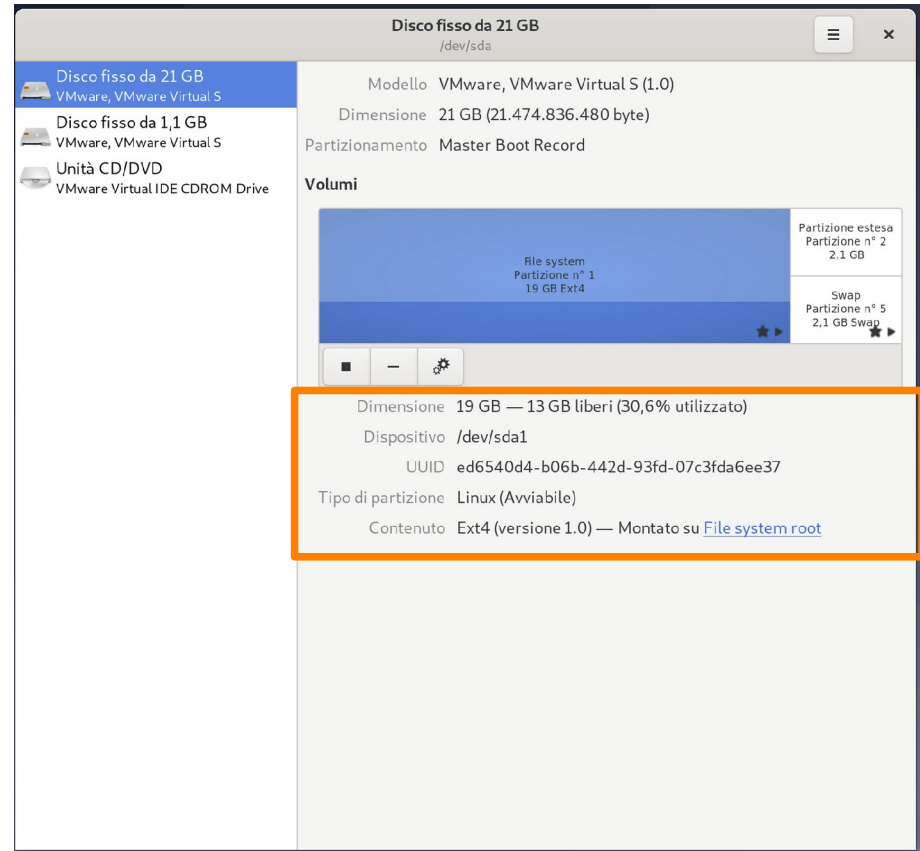 Disco fisso da 21 GB
/dev/sda
Disco fisso da 21 GB
VMware, VMware Virtual S
Disco fisso da 1,1 GB
VMware, VMware Virtual S
Unità CD/DVD
VMware Virtual IDE CDROM Drive
Modello VMware, VMware Virtual S (1.0)
Dimensione 21 GB (21.474.836.480 byte)
Partizionamento Master Boot Record
Volumi
File system
Partizione n° 1
19 GB Ext4
Partizione estesa
Partizione n° 2
2,1 GB
Swap
Partizione n° 5
2,1 GB Swap
Dimensione 19 GB — 13 GB liberi (30,6% utilizzato)
Dispositivo /dev/sda1
UUID ed6540d4-b06b-442d-93fd-07c3fda6ee37
Tipo di partizione Linux (Avviabile)
Contenuto Ext4 (versione 1.0) — Montato su File system root